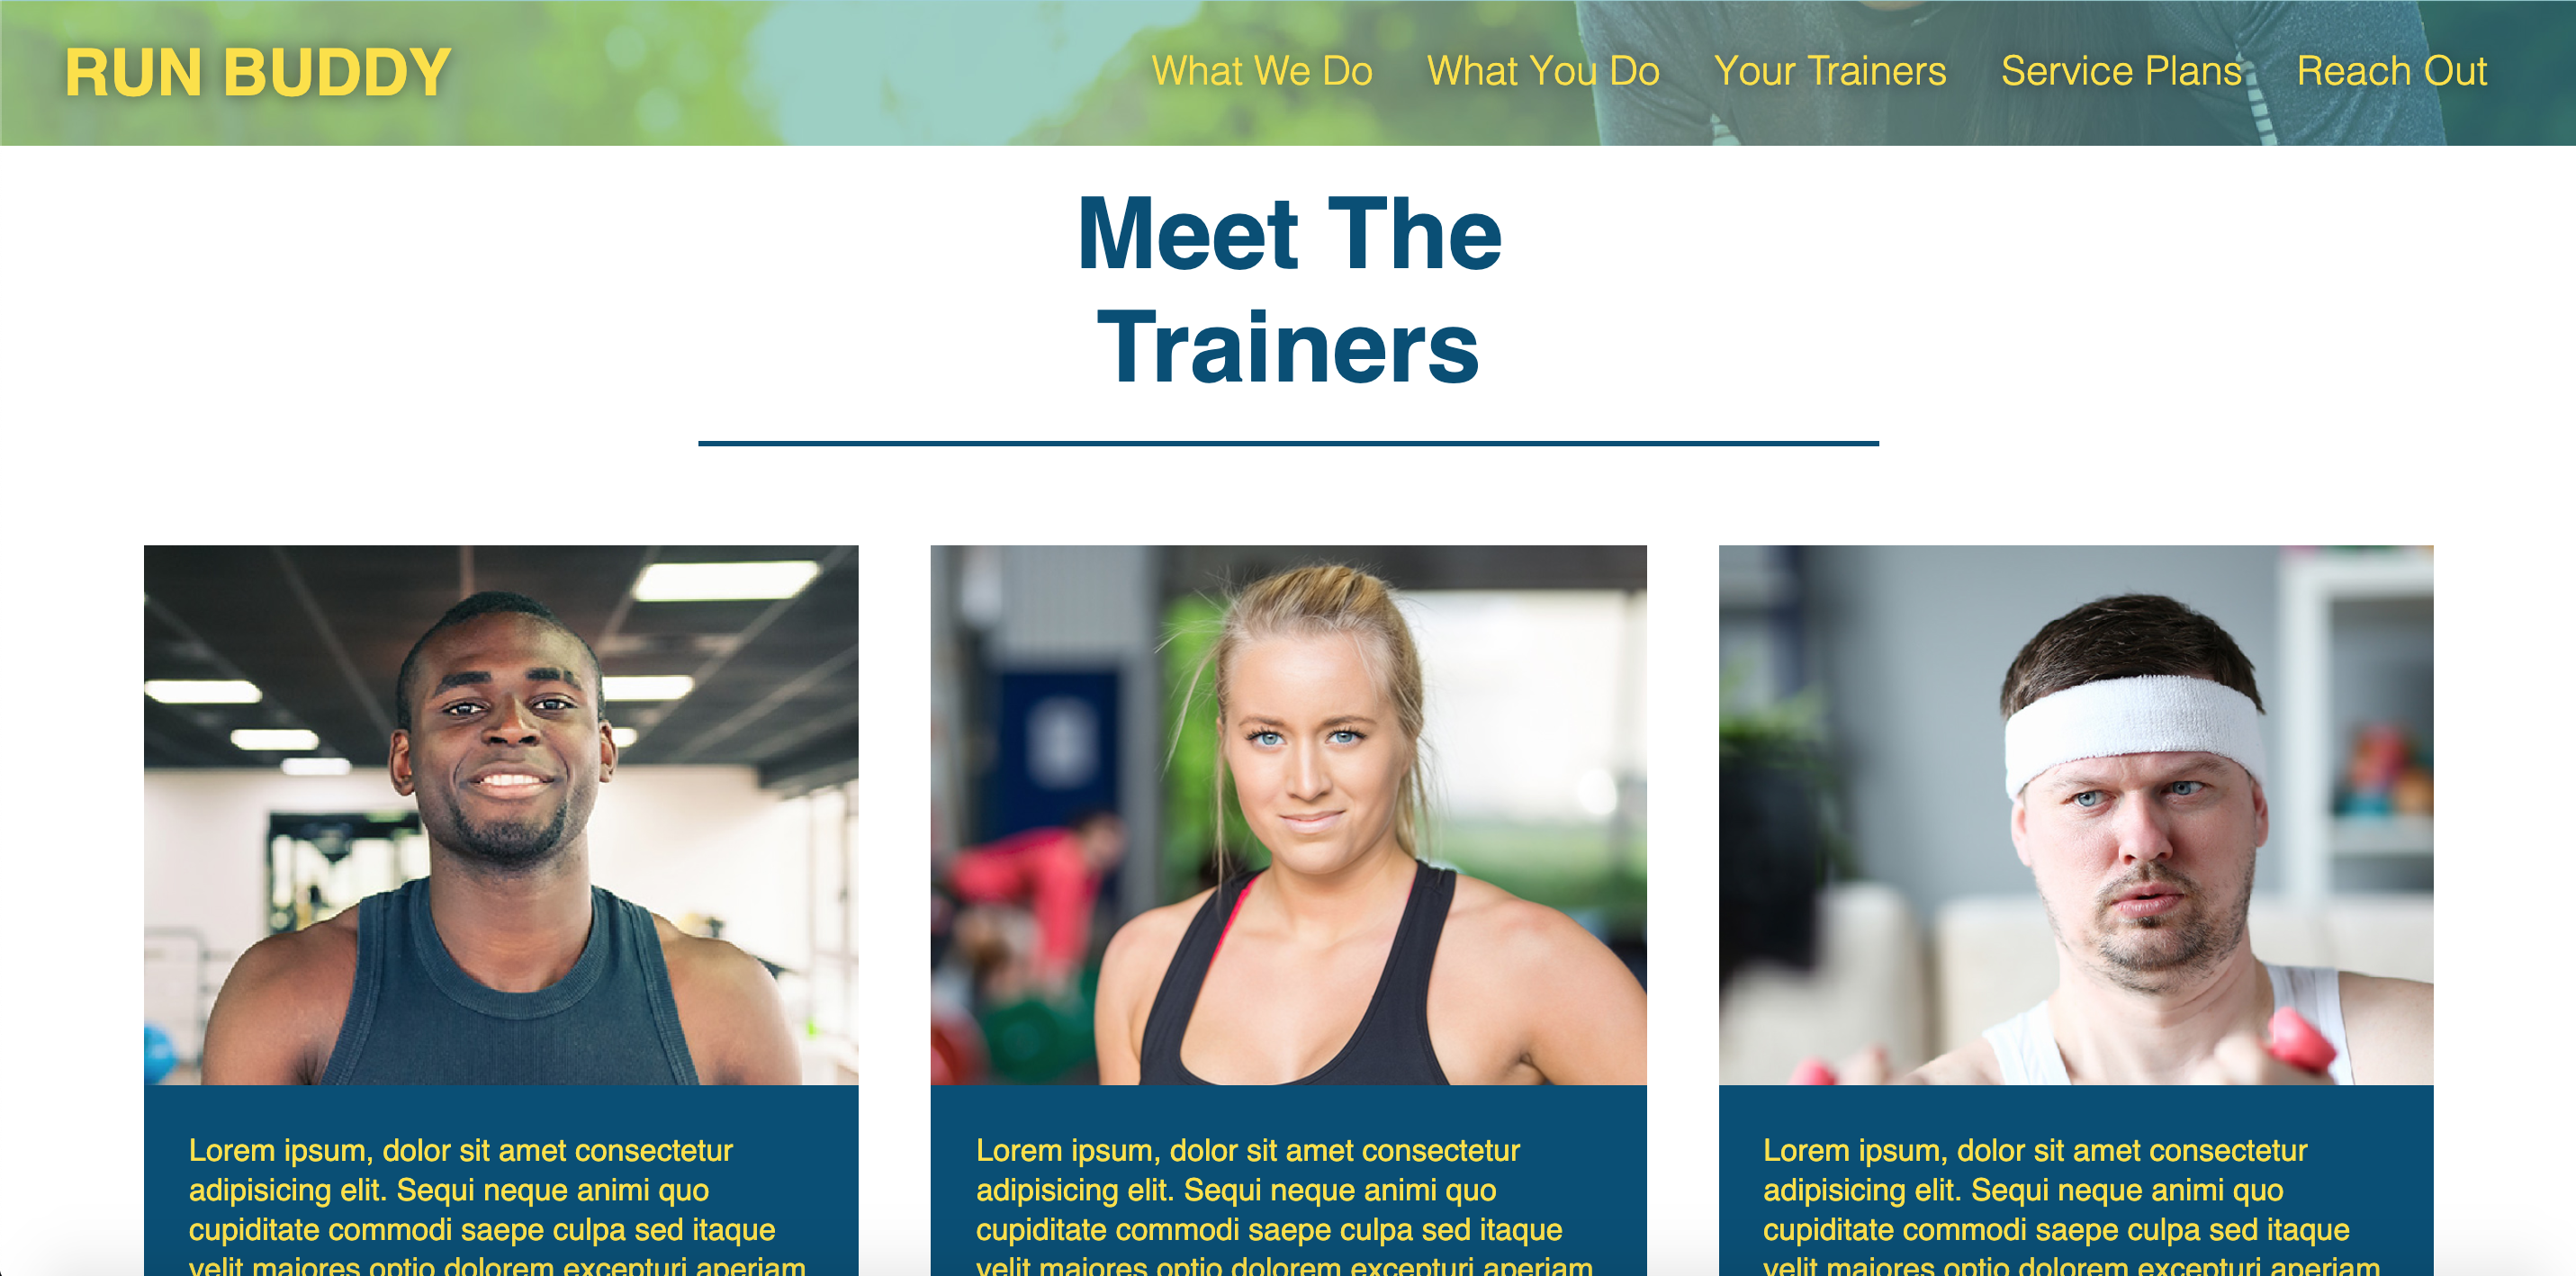 RUN BUDDY
What We Do What You Do Your Trainers Service Plans Reach Out
Meet The
Trainers
Lorem ipsum, dolor sit amet consectetur
adipisicing elit. Sequi neque animi quo
cupiditate commodi saepe culpa sed itaque
velit maiores optio dolorem excepturi aperiam
Lorem ipsum, dolor sit amet consectetur
adipisicing elit. Sequi neque animi quo
cupiditate commodi saepe culpa sed itaque
velit maiores optio dolorem excepturi aperiam
Lorem ipsum, dolor sit amet consectetur
adipisicing elit. Sequi neque animi quo
cupiditate commodi saepe culpa sed itaque
velit maiores optio dolorem excepturi aperiam